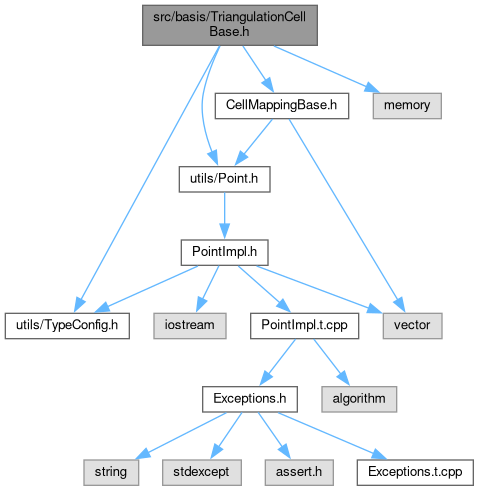 src/basis/TriangulationCell
Base.h
CellMappingBase.h
memory
utils/Point.h
PointImpl.h
utils/TypeConfig.h
iostream
PointImpl.t.cpp
vector
Exceptions.h
algorithm
string
stdexcept
assert.h
Exceptions.t.cpp